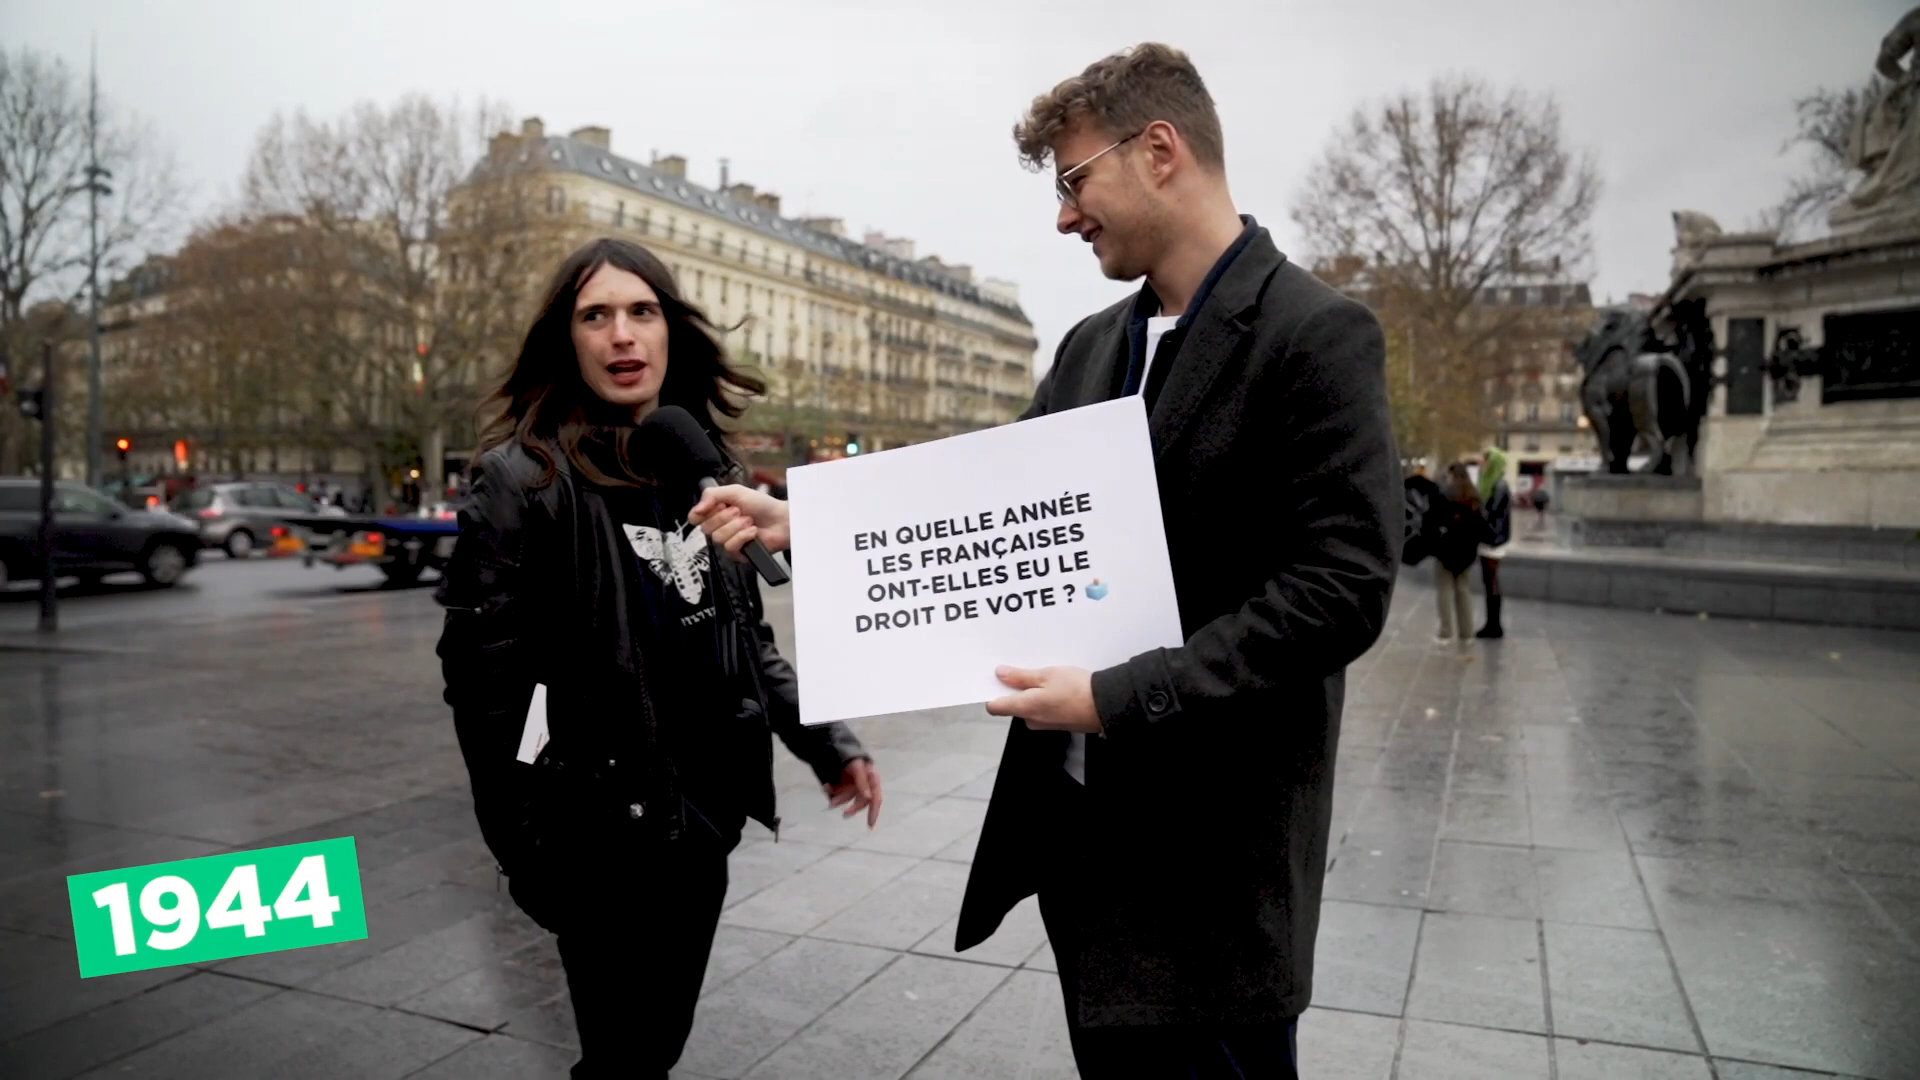 EN QUELLE ANNÉE
LES FRANÇAISES
ONT-ELLES EU LE
DROIT DE VOTE ? 🗳️
1944